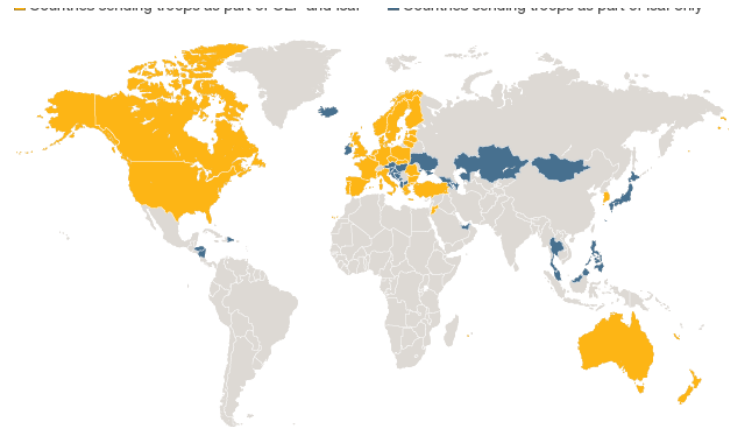 Countries sending troops as part of OEF and Isaf
Countries sending troops as part of Isaf only